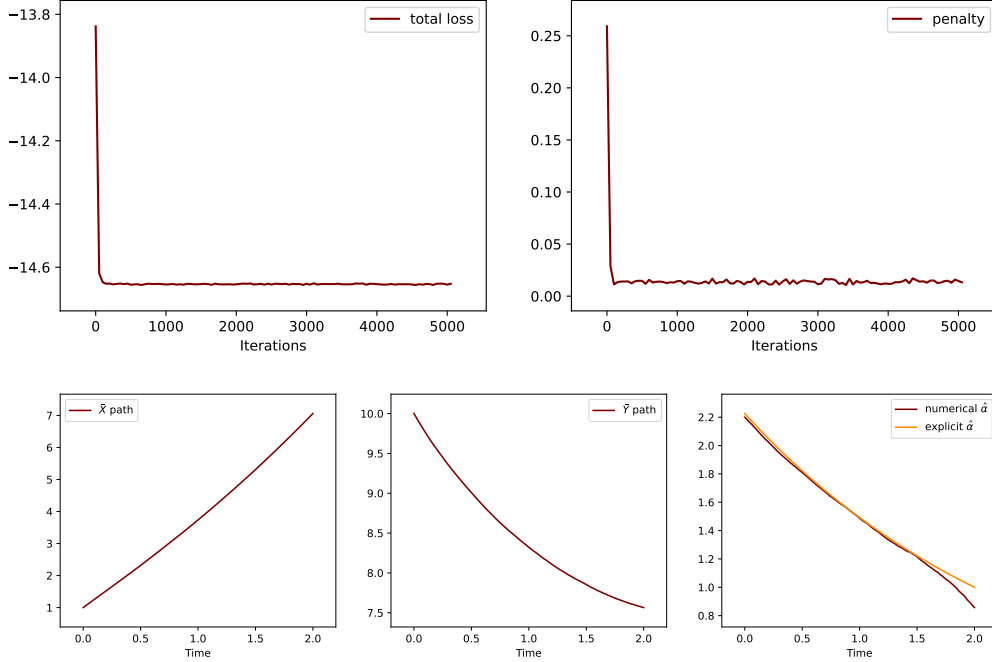 −13.8
−14.0
−14.2
−14.4
−14.6
0 1000 2000 3000 4000 5000
Iterations
total loss
0.25
0.20
0.15
0.10
0.05
0.00
0 1000 2000 3000 4000 5000
Iterations
penalty
7
6
5
4
3
2
1
0.0 0.5 1.0 1.5 2.0
Time
X̄ path
10.0
9.5
9.0
8.5
8.0
7.5
0.0 0.5 1.0 1.5 2.0
Time
Ȳ path
2.2
2.0
1.8
1.6
1.4
1.2
1.0
0.8
0.0 0.5 1.0 1.5 2.0
Time
numerical α̂
explicit α̂